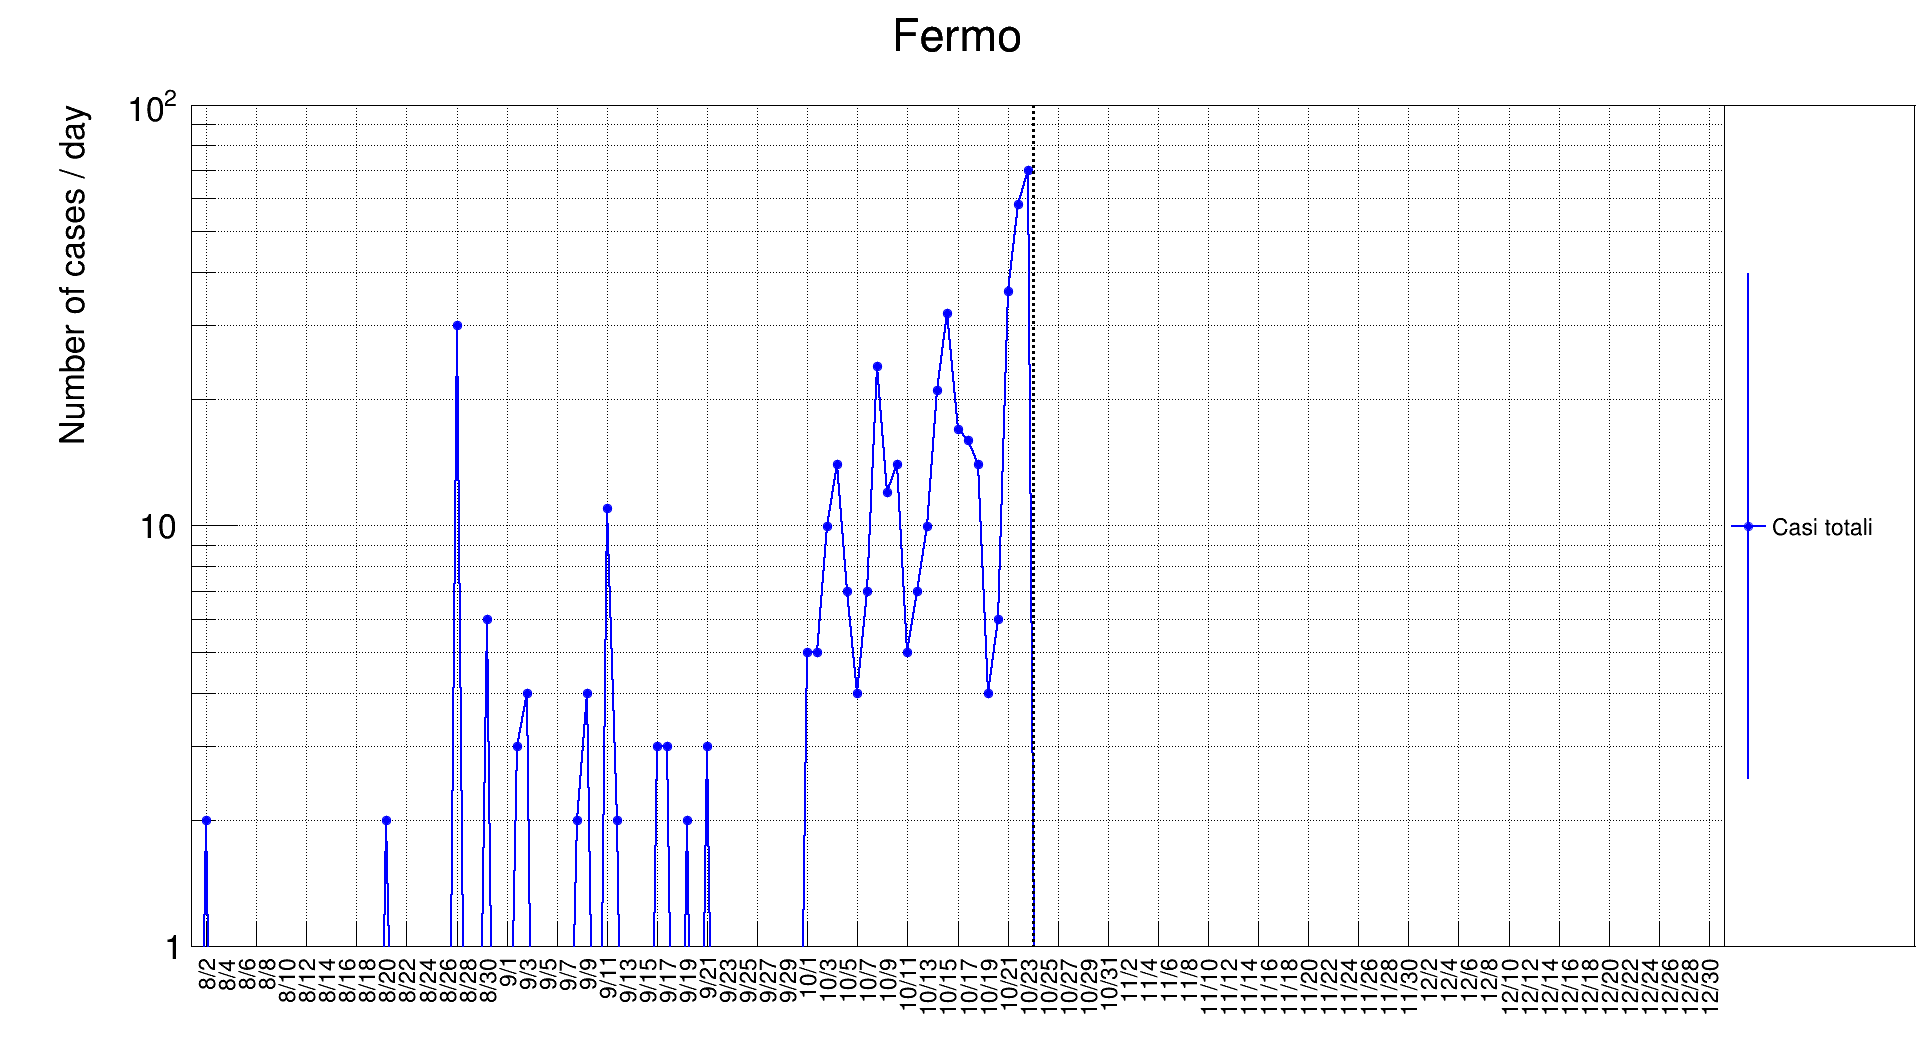 Fermo
Number of cases / day
10²
10
1
8/2 8/4 8/6 8/8 8/10 8/12 8/14 8/16 8/18 8/20 8/22 8/24 8/26 8/28 8/30 9/1 9/3 9/5 9/7 9/9 9/11 9/13 9/15 9/17 9/19 9/21 9/23 9/25 9/27 9/29 10/1 10/3 10/5 10/7 10/9 10/11 10/13 10/15 10/17 10/19 10/21 10/23 10/25 10/27 10/29 10/31 11/2 11/4 11/6 11/8 11/10 11/12 11/14 11/16 11/18 11/20 11/22 11/24 11/26 11/28 11/30 12/2 12/4 12/6 12/8 12/10 12/12 12/14 12/16 12/18 12/20 12/22 12/24 12/26 12/28 12/30
Casi totali